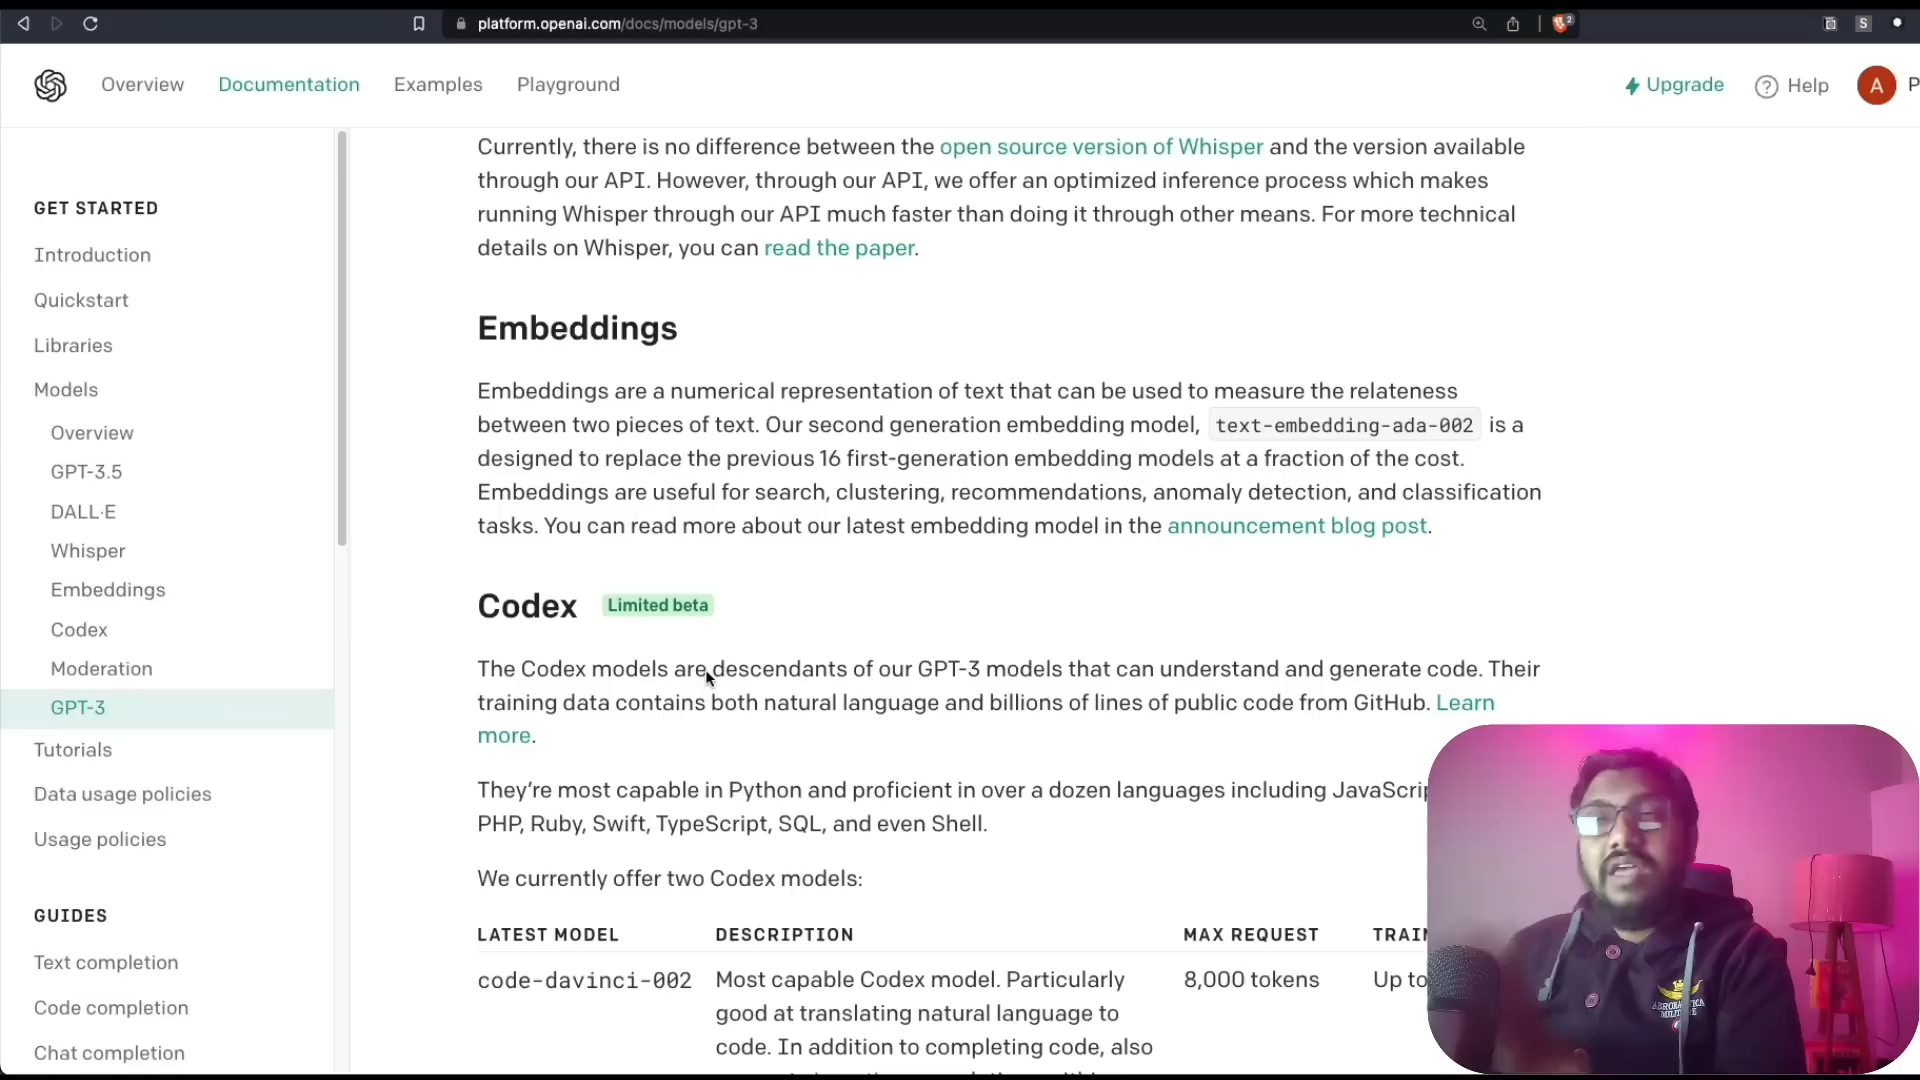 platform.openai.com/docs/models/gpt-3
2
S
Overview
Documentation
Examples
Playground
Upgrade
? Help
A
P
GET STARTED
Introduction
Quickstart
Libraries
Models
Overview
GPT-3.5
DALL·E
Whisper
Embeddings
Codex
Moderation
GPT-3
Tutorials
Data usage policies
Usage policies
GUIDES
Text completion
Code completion
Chat completion
Currently, there is no difference between the open source version of Whisper and the version available
through our API. However, through our API, we offer an optimized inference process which makes
running Whisper through our API much faster than doing it through other means. For more technical
details on Whisper, you can read the paper.
Embeddings
Embeddings are a numerical representation of text that can be used to measure the relateness
between two pieces of text. Our second generation embedding model, text-embedding-ada-002 is a
designed to replace the previous 16 first-generation embedding models at a fraction of the cost.
Embeddings are useful for search, clustering, recommendations, anomaly detection, and classification
tasks. You can read more about our latest embedding model in the announcement blog post.
Codex Limited beta
The Codex models are descendants of our GPT-3 models that can understand and generate code. Their
training data contains both natural language and billions of lines of public code from GitHub. Learn
more.
They're most capable in Python and proficient in over a dozen languages including JavaScrip
PHP, Ruby, Swift, TypeScript, SQL, and even Shell.
We currently offer two Codex models:
LATEST MODEL DESCRIPTION MAX REQUEST TRAIN
code-davinci-002 Most capable Codex model. Particularly 8,000 tokens Up to
good at translating natural language to
code. In addition to completing code, also